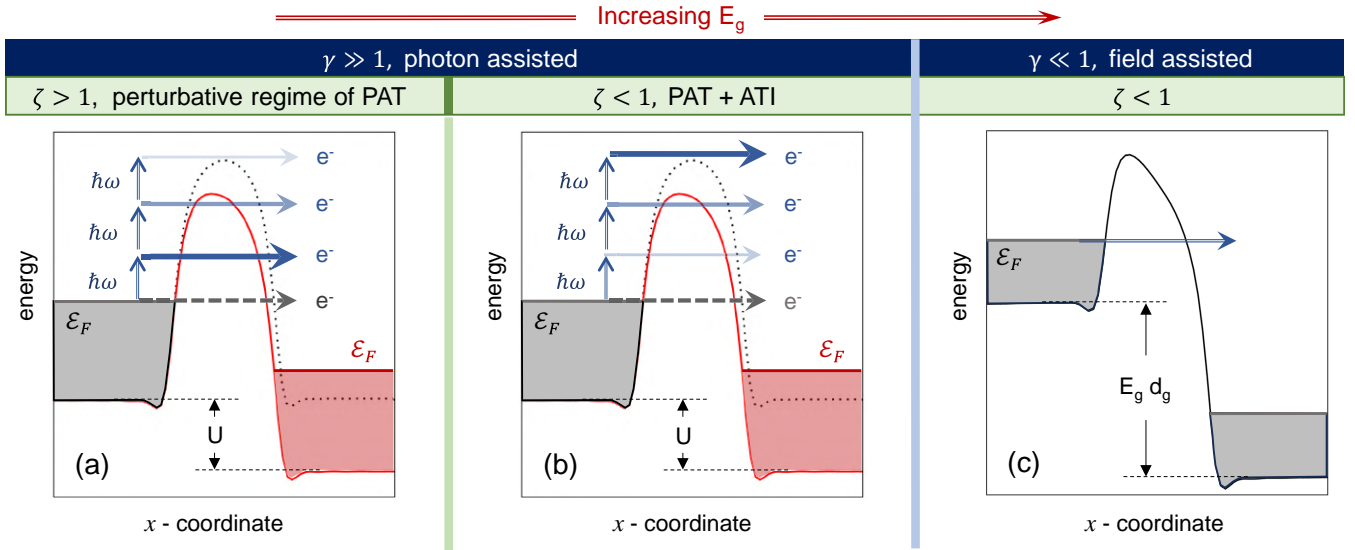 Increasing E_g
γ ≫ 1, photon assisted
γ ≪ 1, field assisted
ζ > 1, perturbative regime of PAT
ζ < 1, PAT + ATI
ζ < 1
energy
ħω
ħω
ħω
e⁻
e⁻
e⁻
e⁻
ℰ_F
ℰ_F
U
(a)
x - coordinate
energy
ħω
ħω
ħω
e⁻
e⁻
e⁻
e⁻
ℰ_F
ℰ_F
U
(b)
x - coordinate
energy
ℰ_F
E_g d_g
(c)
x - coordinate